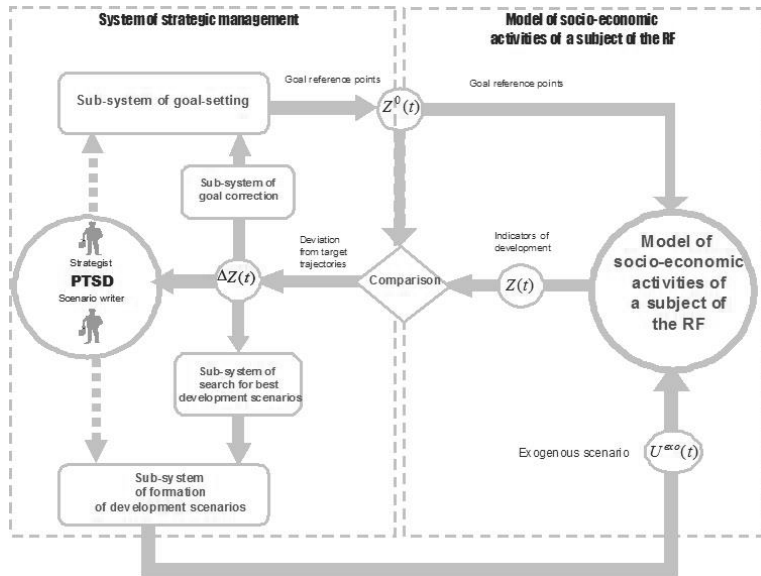 System of strategic management
Model of socio-economic
activities of a subject of the RF
Goal reference points
Goal reference points
Sub-system of goal-setting
Z⁰(t)
Sub-system of
goal correction
Strategist
PTSD
Scenario writer
ΔZ(t)
Deviation
from target
trajectories
Comparison
Indicators of
development
Z(t)
Model of
socio-economic
activities of
a subject of
the RF
Sub-system of
search for best
development scenarios
Exogenous scenario
Uᵉˣᵒ(t)
Sub-system
of formation
of development scenarios